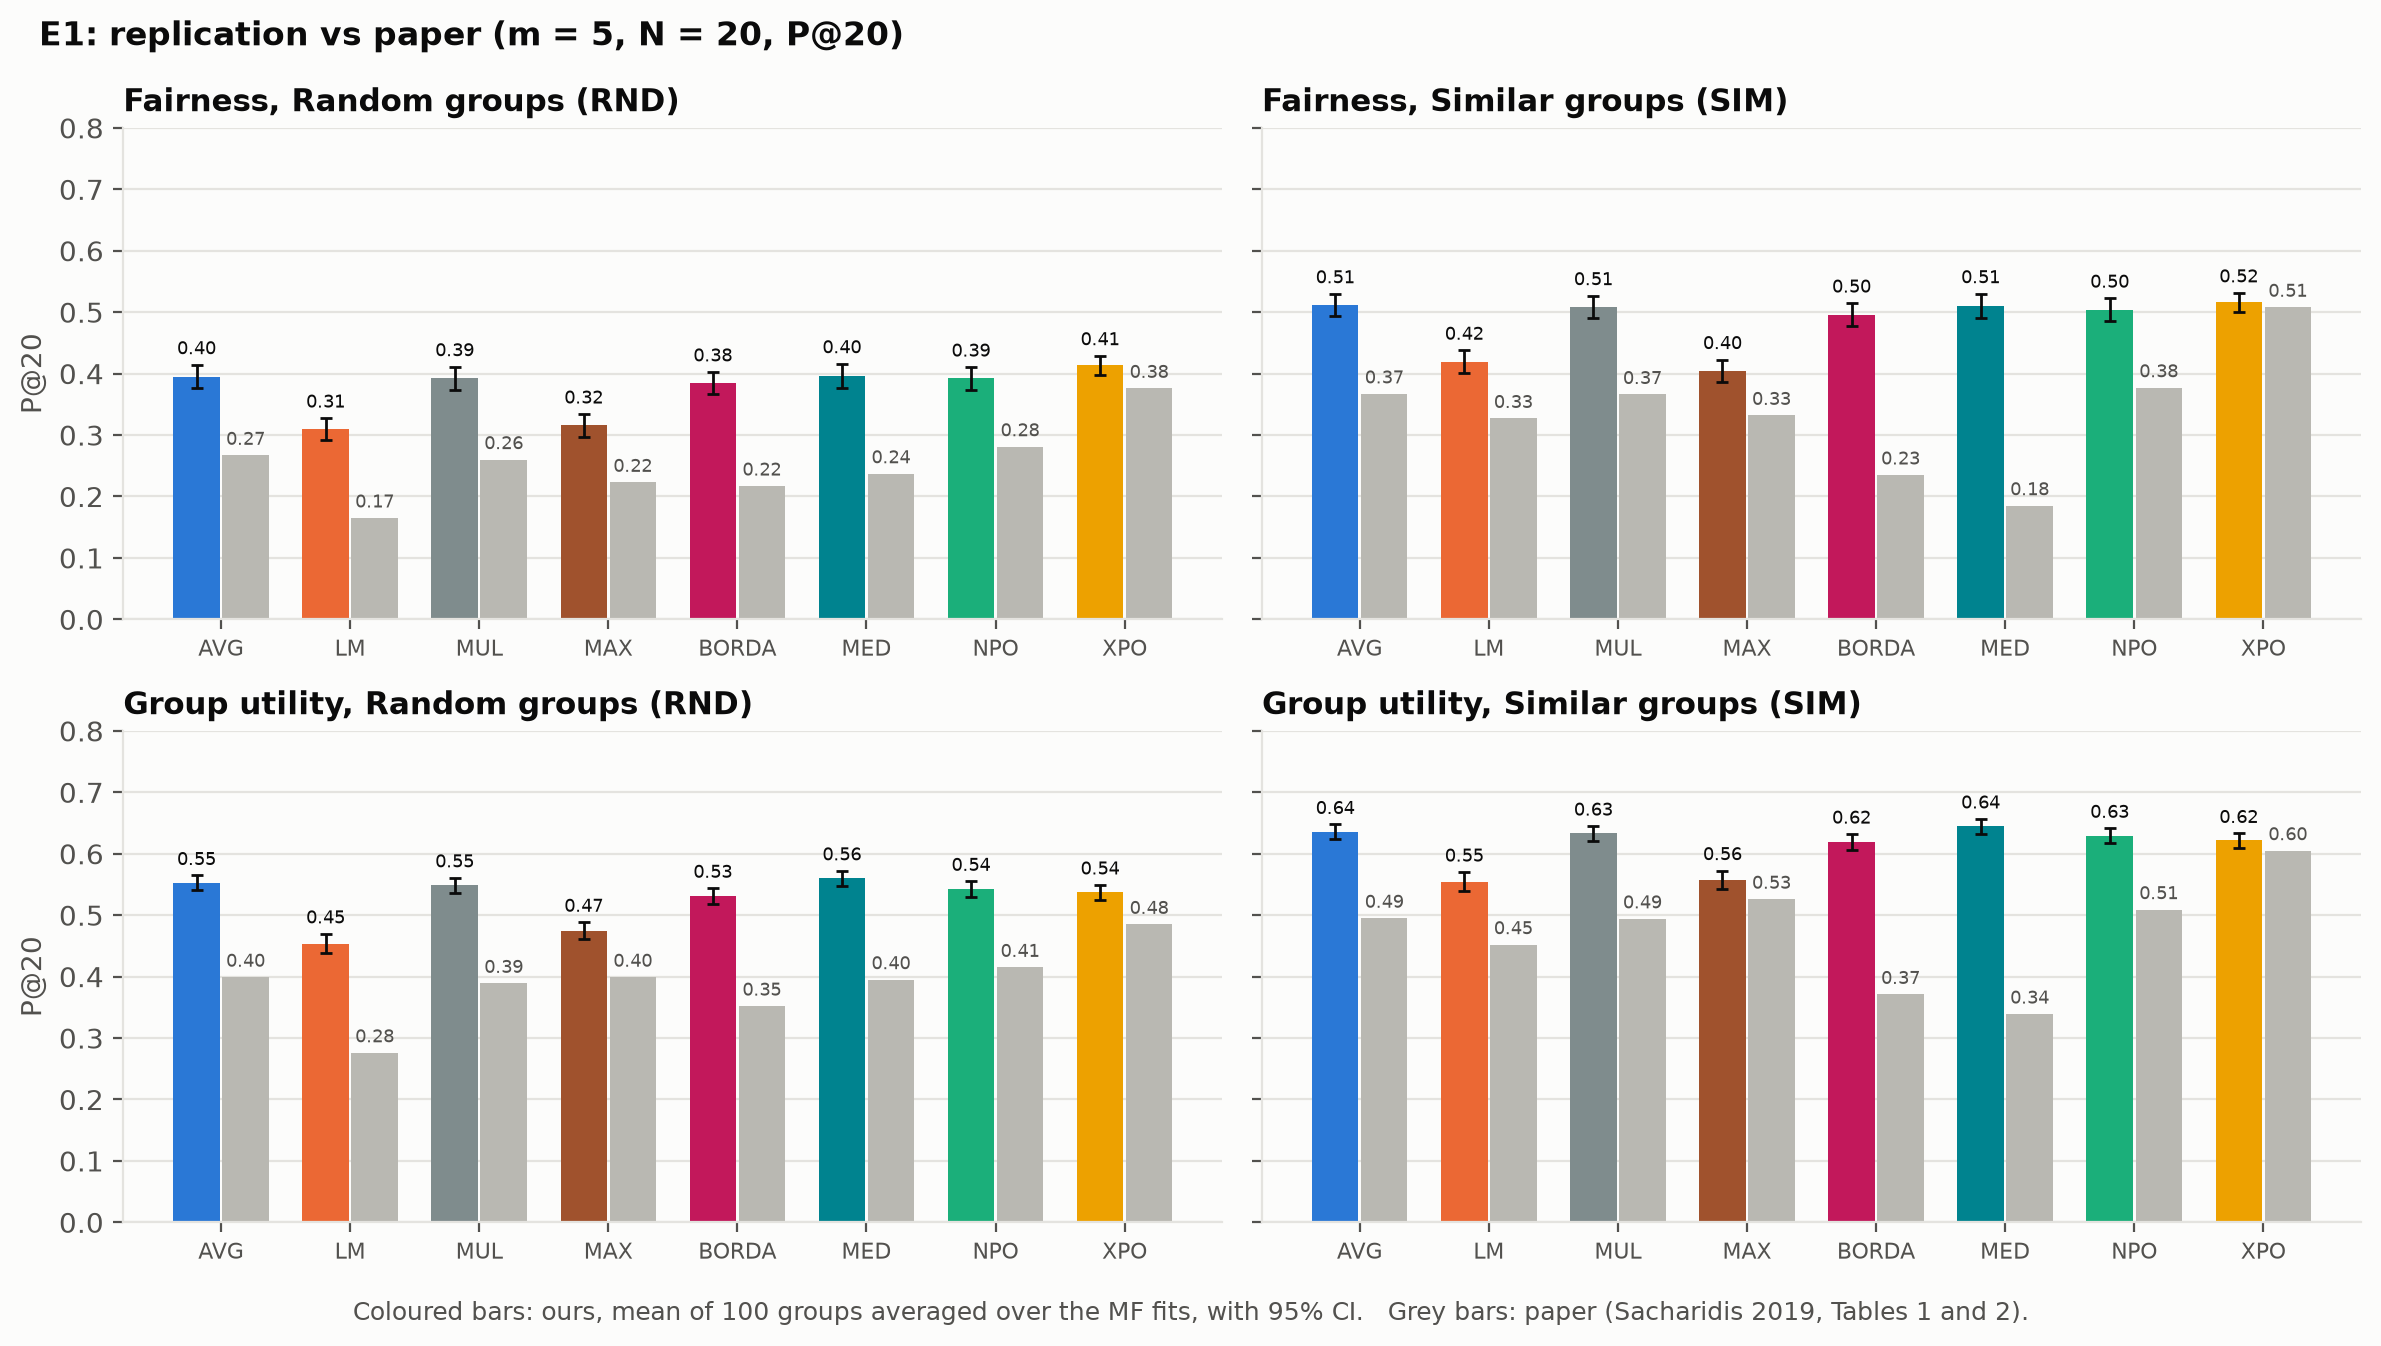 E1: replication vs paper (m = 5, N = 20, P@20)
Fairness, Random groups (RND)
P@20
0.8
0.7
0.6
0.5
0.4
0.3
0.2
0.1
0.0
0.40 0.27 0.31 0.17 0.39 0.26 0.32 0.22 0.38 0.22 0.40 0.24 0.39 0.28 0.41 0.38
AVG LM MUL MAX BORDA MED NPO XPO
Fairness, Similar groups (SIM)
0.51 0.37 0.42 0.33 0.51 0.37 0.40 0.33 0.50 0.23 0.51 0.18 0.50 0.38 0.52 0.51
AVG LM MUL MAX BORDA MED NPO XPO
Group utility, Random groups (RND)
P@20
0.8
0.7
0.6
0.5
0.4
0.3
0.2
0.1
0.0
0.55 0.40 0.45 0.28 0.55 0.39 0.47 0.40 0.53 0.35 0.56 0.40 0.54 0.41 0.54 0.48
AVG LM MUL MAX BORDA MED NPO XPO
Group utility, Similar groups (SIM)
0.64 0.49 0.55 0.45 0.63 0.49 0.56 0.53 0.62 0.37 0.64 0.34 0.63 0.51 0.62 0.60
AVG LM MUL MAX BORDA MED NPO XPO
Coloured bars: ours, mean of 100 groups averaged over the MF fits, with 95% CI. Grey bars: paper (Sacharidis 2019, Tables 1 and 2).